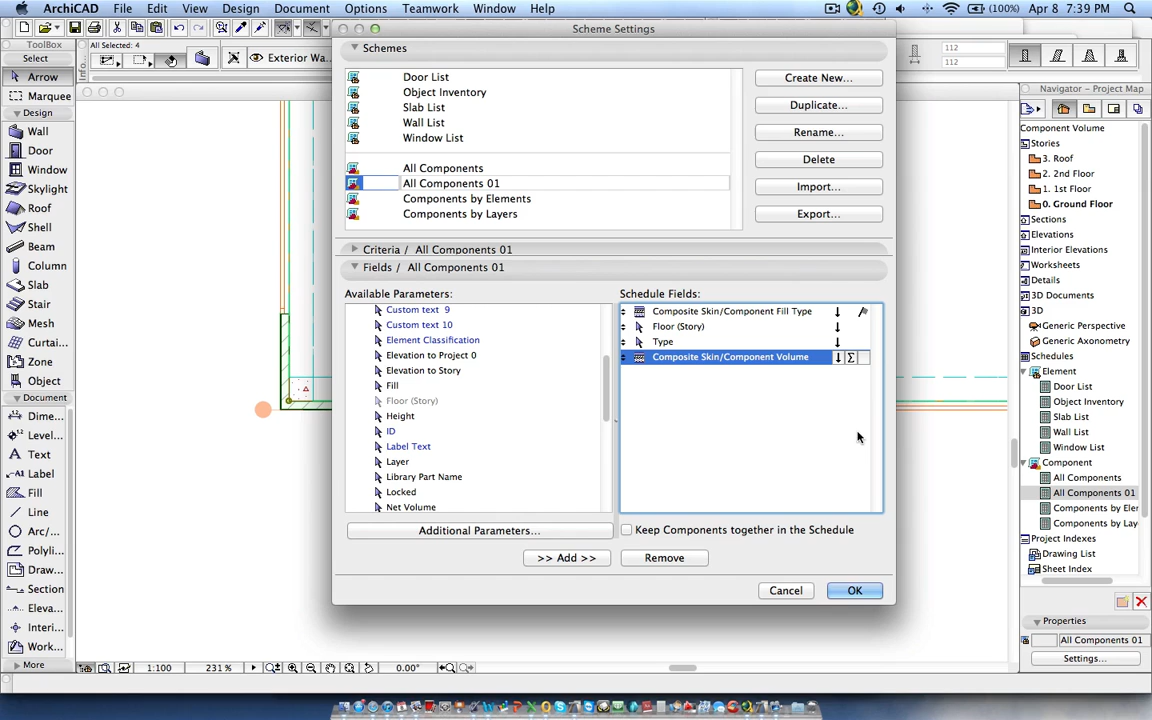 ArchiCAD File Edit View Design Document Options Teamwork Window Help
(100%) Apr 8 7:39 PM
All Selected: 4
Exterior Wa...
ToolBox
Select
Arrow
Marquee
Design
Wall
Door
Window
Skylight
Roof
Shell
Beam
Column
Slab
Stair
Mesh
Curtai...
Zone
Object
Document
Dime...
Level...
Text
A1 Label
Fill
Line
Arc/...
Polyli...
Draw...
Section
Eleva...
Interi...
Work...
More
Scheme Settings
Schemes
Door List
Object Inventory
Slab List
Wall List
Window List
All Components
All Components 01
Components by Elements
Components by Layers
Create New...
Duplicate...
Rename...
Delete
Import...
Export...
Criteria / All Components 01
Fields / All Components 01
Available Parameters:
Custom text 9
Custom text 10
Element Classification
Elevation to Project 0
Elevation to Story
Fill
Floor (Story)
Height
ID
Label Text
Layer
Library Part Name
Locked
Net Volume
Additional Parameters...
>> Add >>
Schedule Fields:
Composite Skin/Component Fill Type
Floor (Story)
Type
Composite Skin/Component Volume
Keep Components together in the Schedule
Remove
Cancel
OK
112
112
Navigator - Project Map
Component Volume
Stories
3. Roof
2. 2nd Floor
1. 1st Floor
0. Ground Floor
Sections
Elevations
Interior Elevations
Worksheets
Details
3D Documents
3D
Generic Perspective
Generic Axonometry
Schedules
Element
Door List
Object Inventory
Slab List
Wall List
Window List
Component
All Components
All Components 01
Components by Eler
Components by Lay
Project Indexes
Drawing List
Sheet Index
Properties
All Components 01
Settings...
1:100 231 % 0.00°